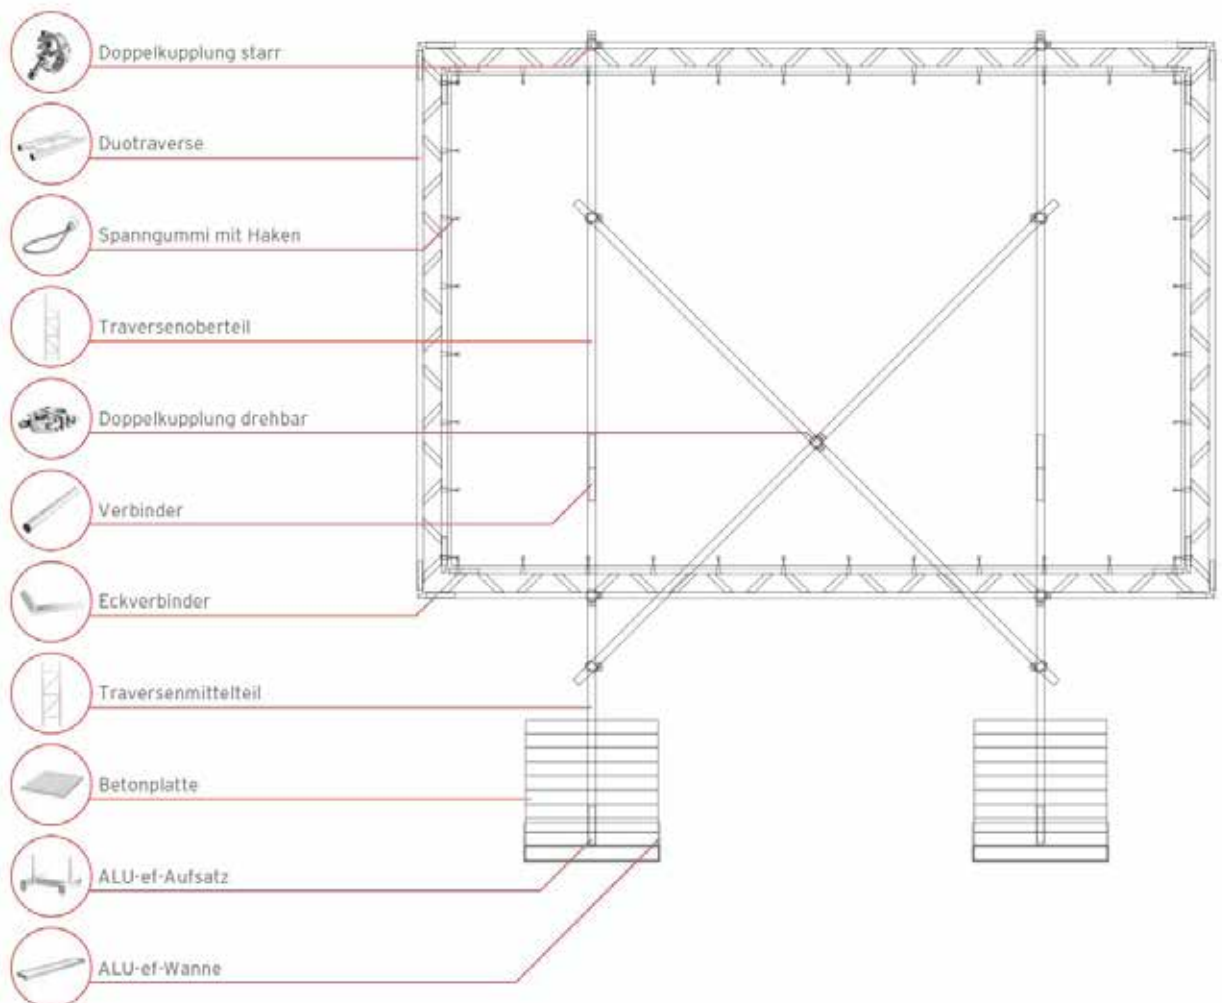 Doppelkupplung starr
Duotraverse
Spanngummi mit Haken
Traversenoberteil
Doppelkupplung drehbar
Verbinder
Eckverbinder
Traversenmittelteil
Betonplatte
ALU-ef-Aufsatz
ALU-ef-Wanne